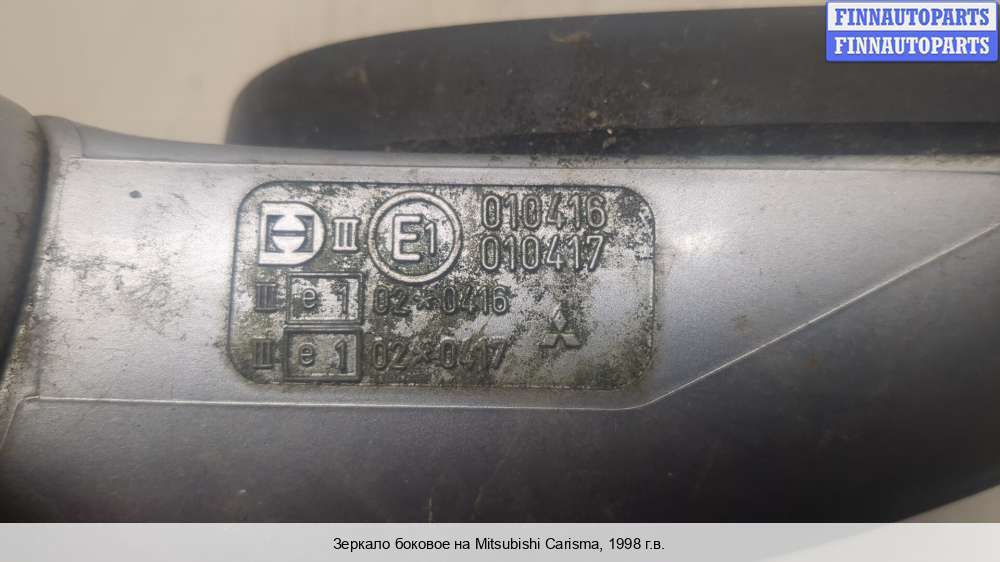 FINNAUTOPARTS
FINNAUTOPARTS
III E1 010416
010417
III e 1 02*0416
III e 1 02*0417
Зеркало боковое на Mitsubishi Carisma, 1998 г.в.